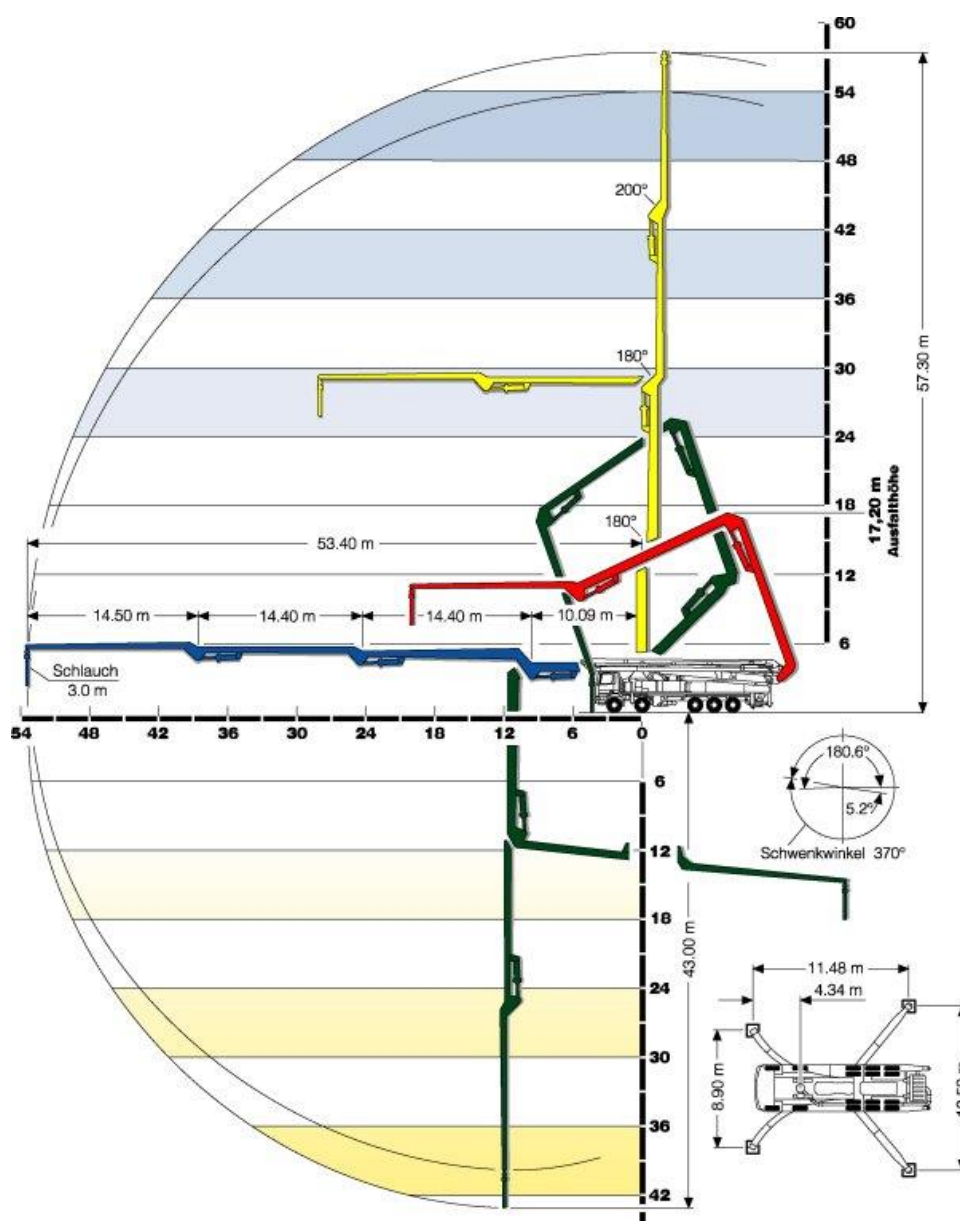 60
54
48
200°
42
36
57.30 m
180°
30
24
18
17,20 m
Ausfalthöhe
180°
53.40 m
12
14.50 m
14.40 m
14.40 m
10.09 m
6
Schlauch
3.0 m
54
48
42
36
30
24
18
12
6
0
180.6°
5.2°
Schwenkwinkel 370°
6
12
18
43.00 m
24
30
36
42
11.48 m
4.34 m
8.90 m